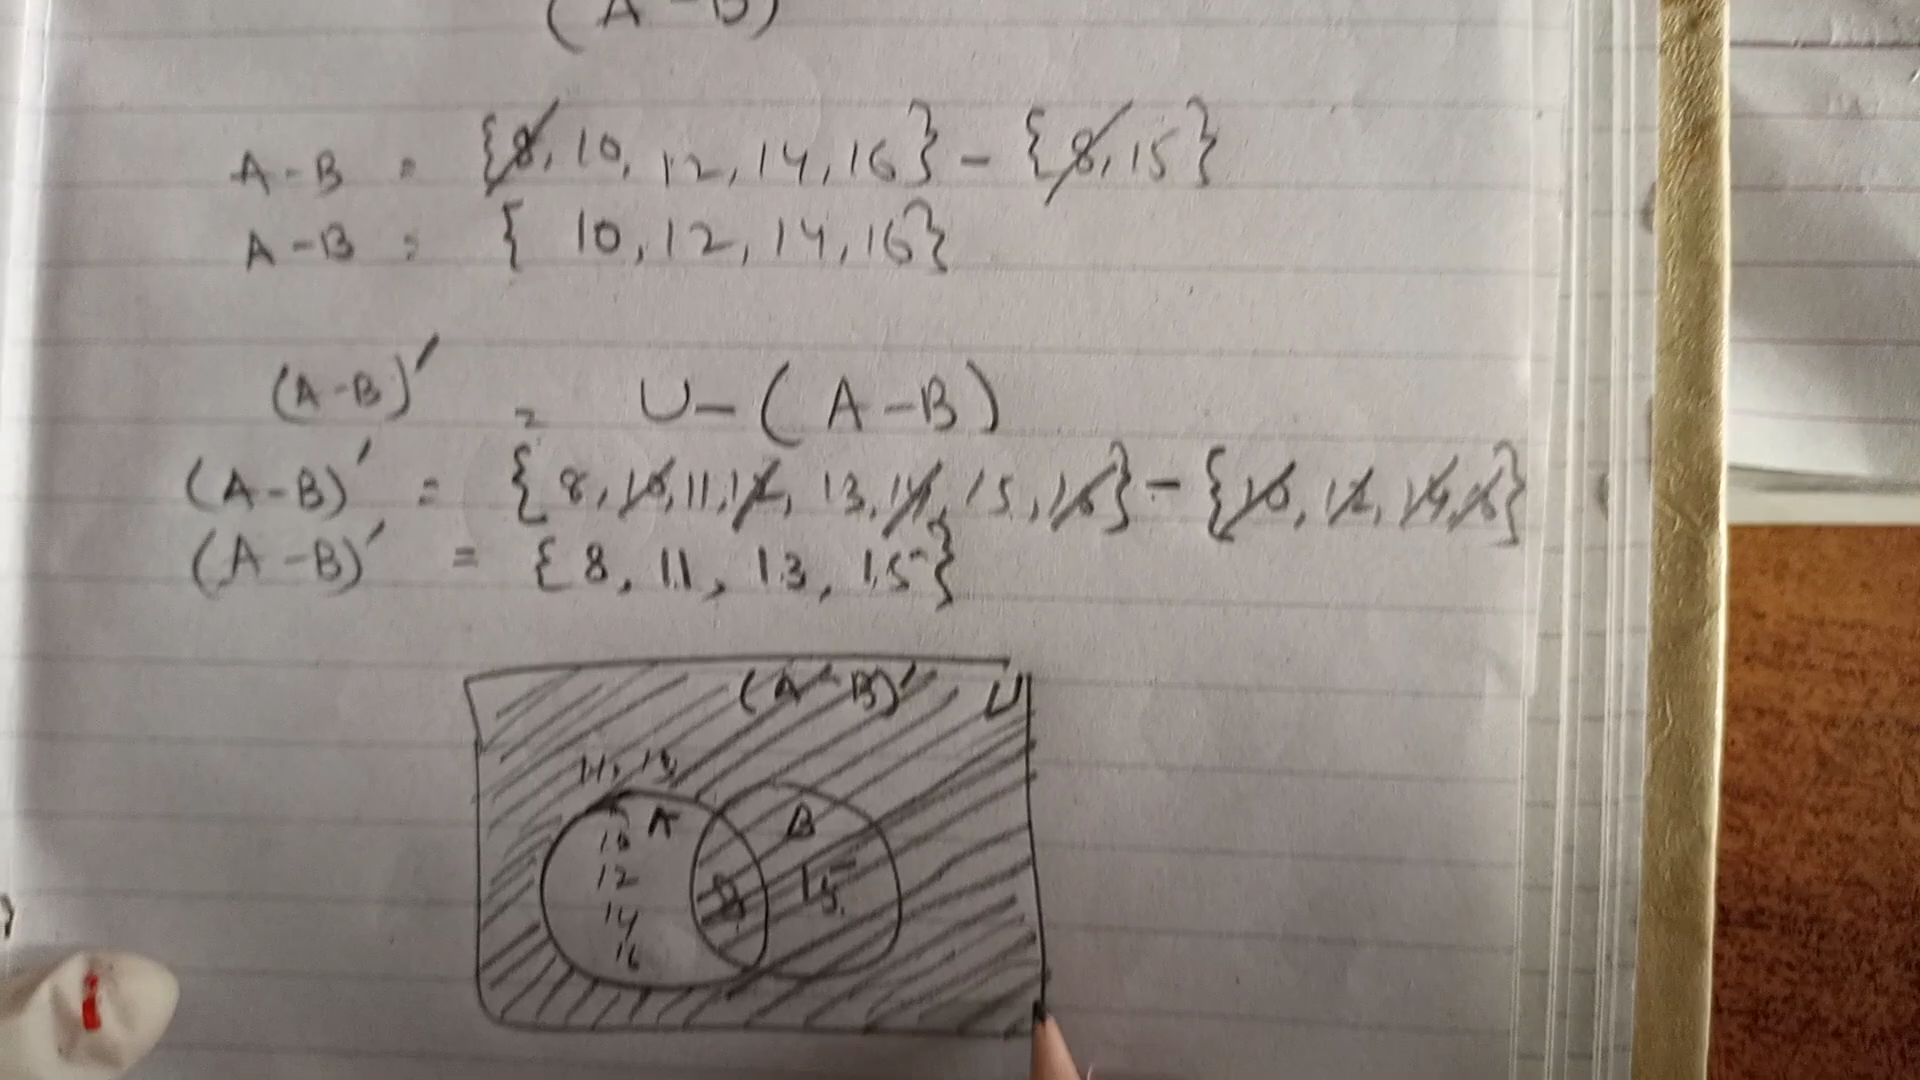 (A-B)
A-B = {8, 10, 12, 14, 16} - {8, 15}
A-B = { 10, 12, 14, 16}
(A-B)' = U-(A-B)
(A-B)' = {8, 10, 11, 12, 13, 14, 15, 16} - {10, 12, 14, 16}
(A-B)' = {8, 11, 13, 15}
(A-B)' U
11, 13
A B
10
12
14
16
8 15